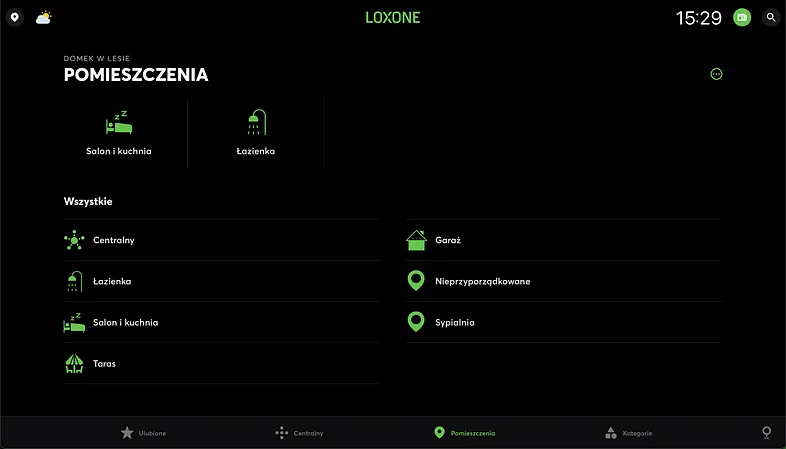 LOXONE
15:29
DOMEK W LESIE
POMIESZCZENIA
z z
Salon i kuchnia
Łazienka
Wszystkie
Centralny
Garaż
Łazienka
Nieprzyporządkowane
z z
Salon i kuchnia
Sypialnia
Taras
Ulubione
Centralny
Pomieszczenia
Kategorie